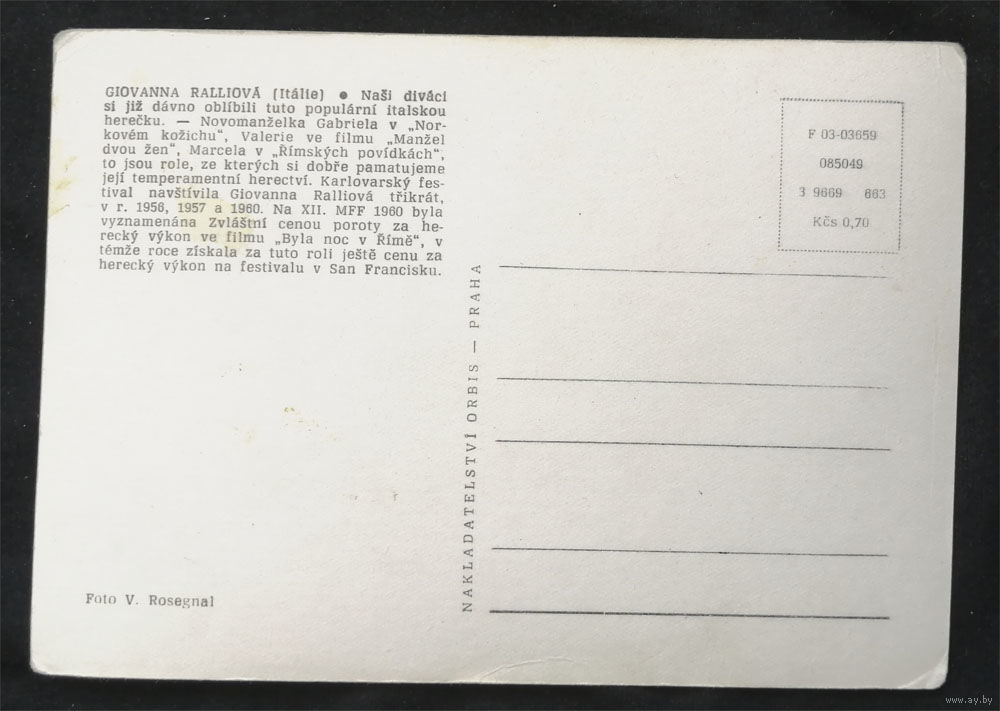 GIOVANNA RALLIOVÁ (Itálie) ● Naši diváci
si již dávno oblíbili tuto populární italskou
herečku. — Novomanželka Gabriela v „Nor-
kovém kožichu“, Valerie ve filmu „Manžel
dvou žen“, Marcela v „Římských povídkách“,
to jsou role, ze kterých si dobře pamatujeme
její temperamentní herectví. Karlovarský fes-
tival navštívila Giovanna Ralliová třikrát,
v r. 1956, 1957 a 1960. Na XII. MFF 1960 byla
vyznamenána Zvláštní cenou poroty za he-
recký výkon ve filmu „Byla noc v Římě“, v
témže roce získala za tuto roli ještě cenu za
herecký výkon na festivalu v San Francisku.
Foto V. Rosegnal
NAKLADATELSTVÍ ORBIS — PRAHA
F 03-03659
085049
3 9669 663
Kčs 0,70
www.ay.by